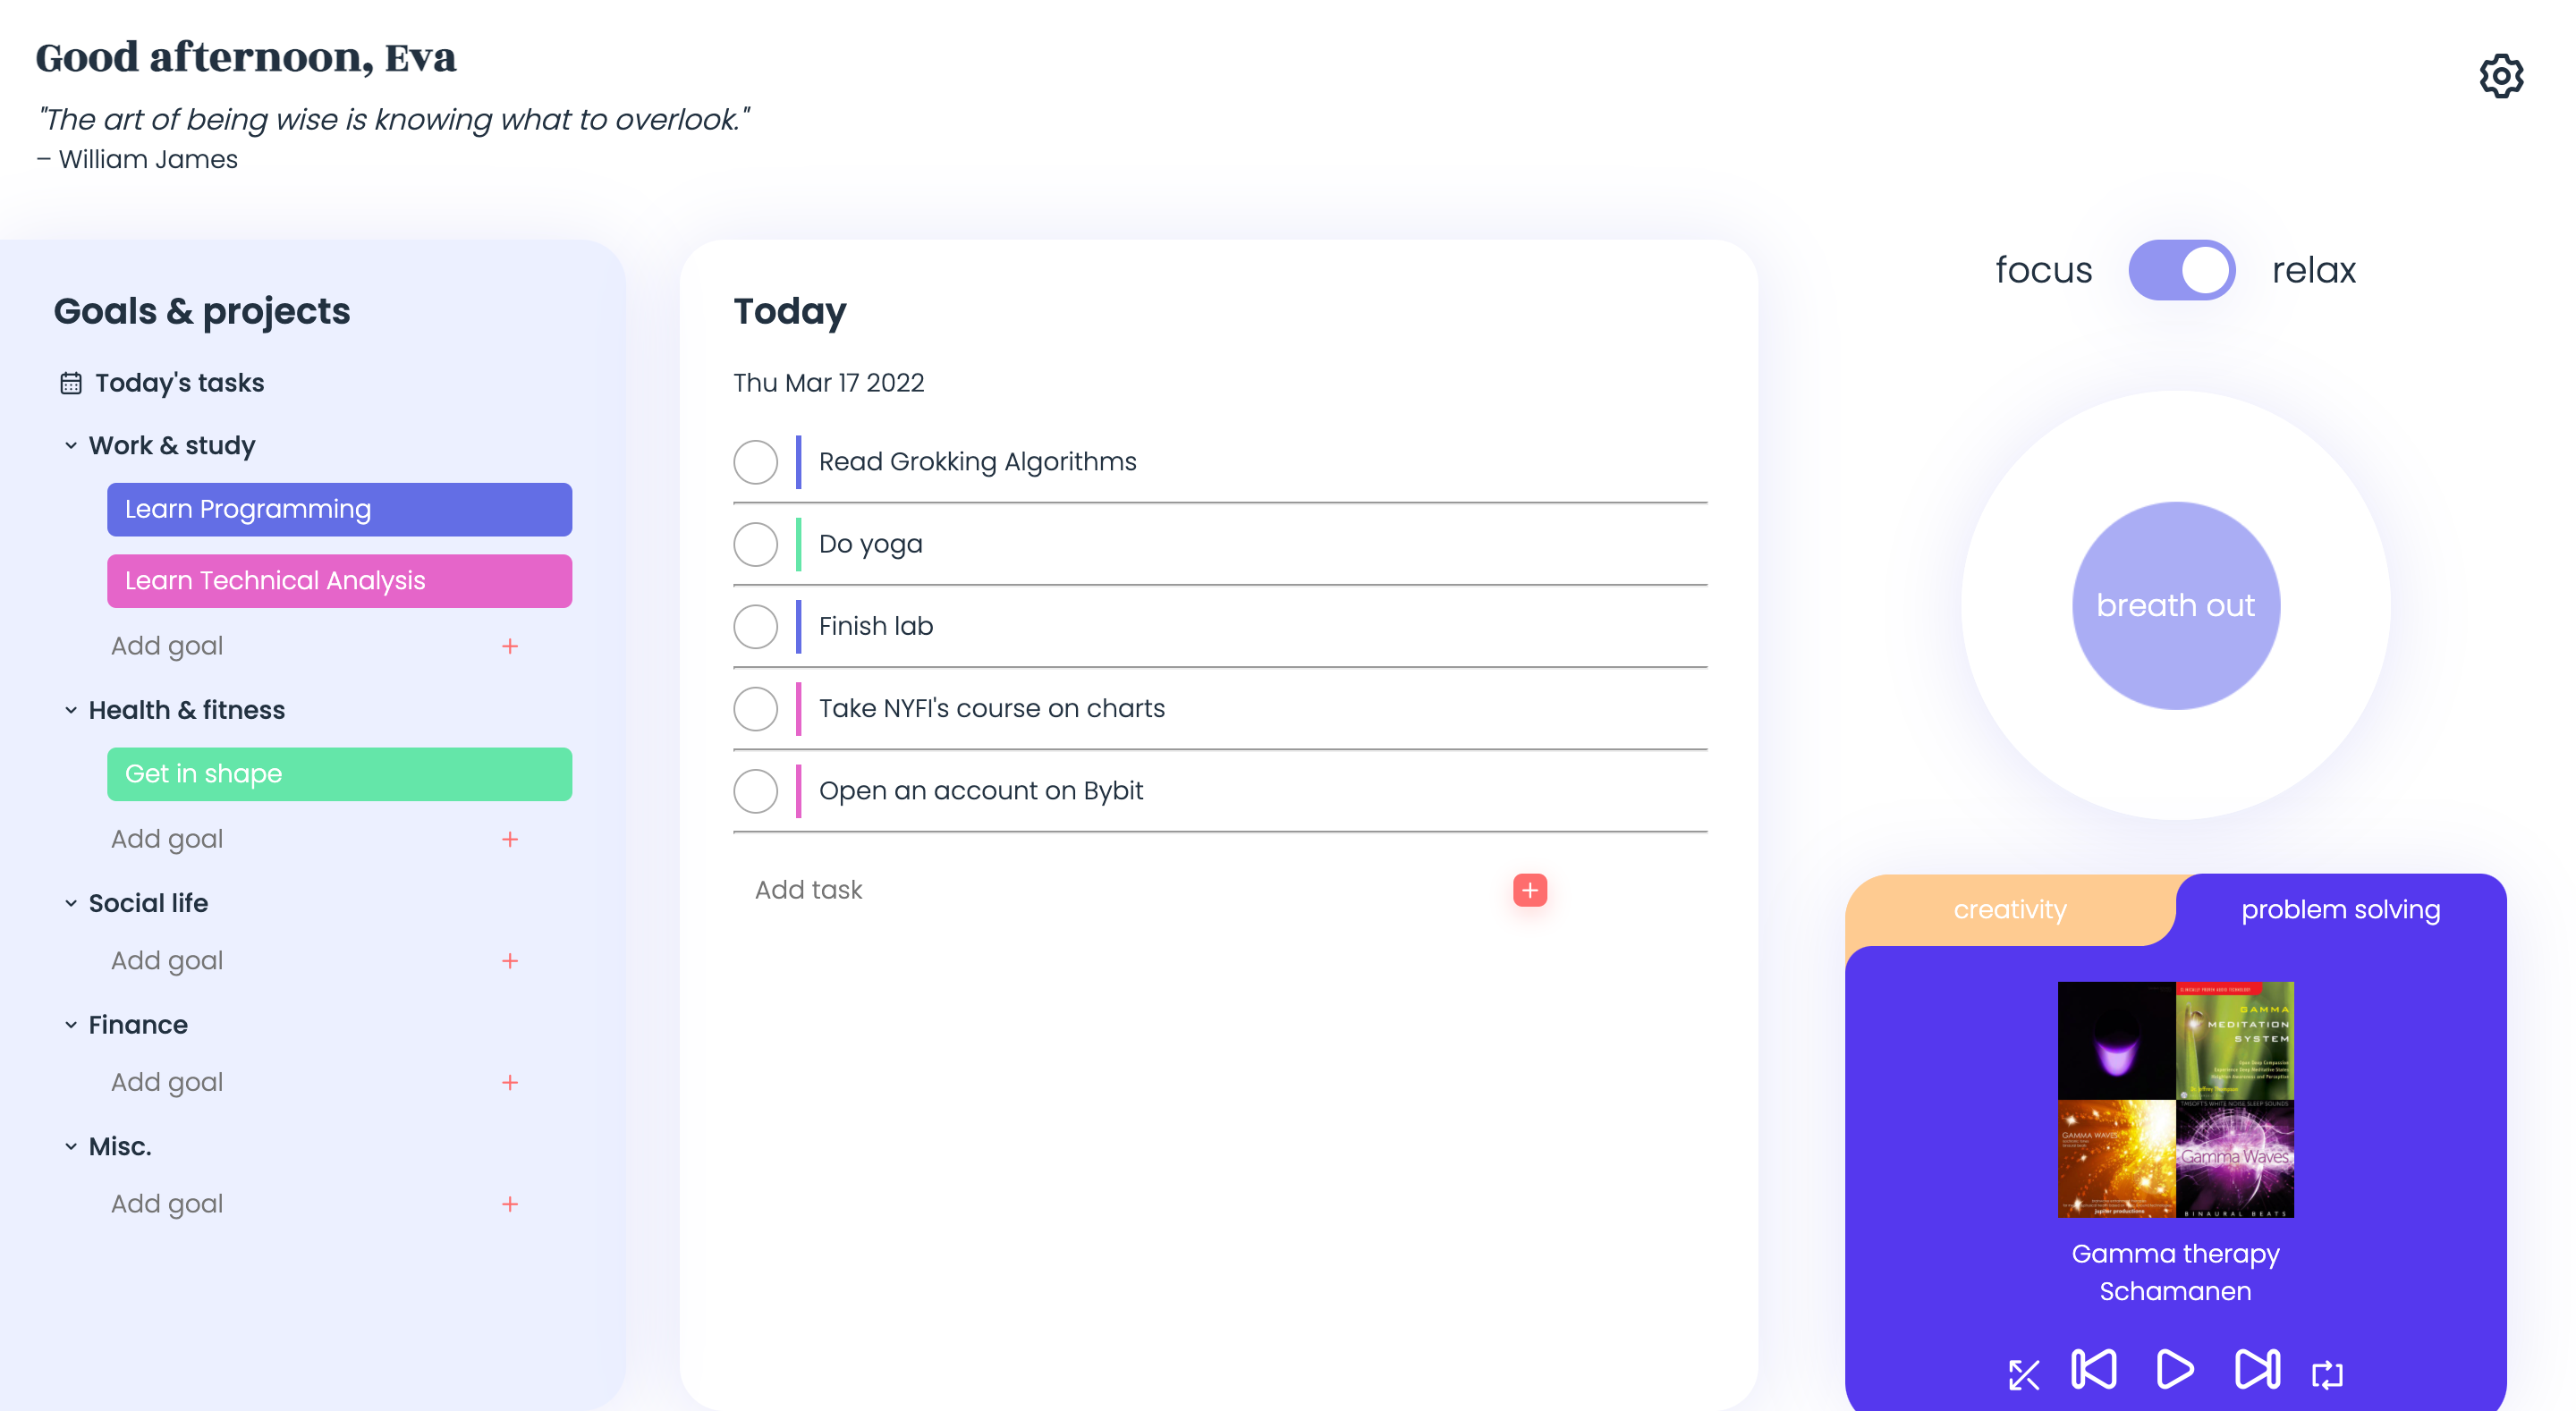 Good afternoon, Eva
"The art of being wise is knowing what to overlook."
– William James
Goals & projects
Today's tasks
Work & study
Learn Programming
Learn Technical Analysis
Add goal
Health & fitness
Get in shape
Add goal
Social life
Add goal
Finance
Add goal
Misc.
Add goal
Today
Thu Mar 17 2022
Read Grokking Algorithms
Do yoga
Finish lab
Take NYFI's course on charts
Open an account on Bybit
Add task
focus
relax
breath out
creativity
problem solving
GAMMA
MEDITATION
SYSTEM
GAMMA WAVES
Gamma Waves
BINAURAL BEATS
Gamma therapy
Schamanen